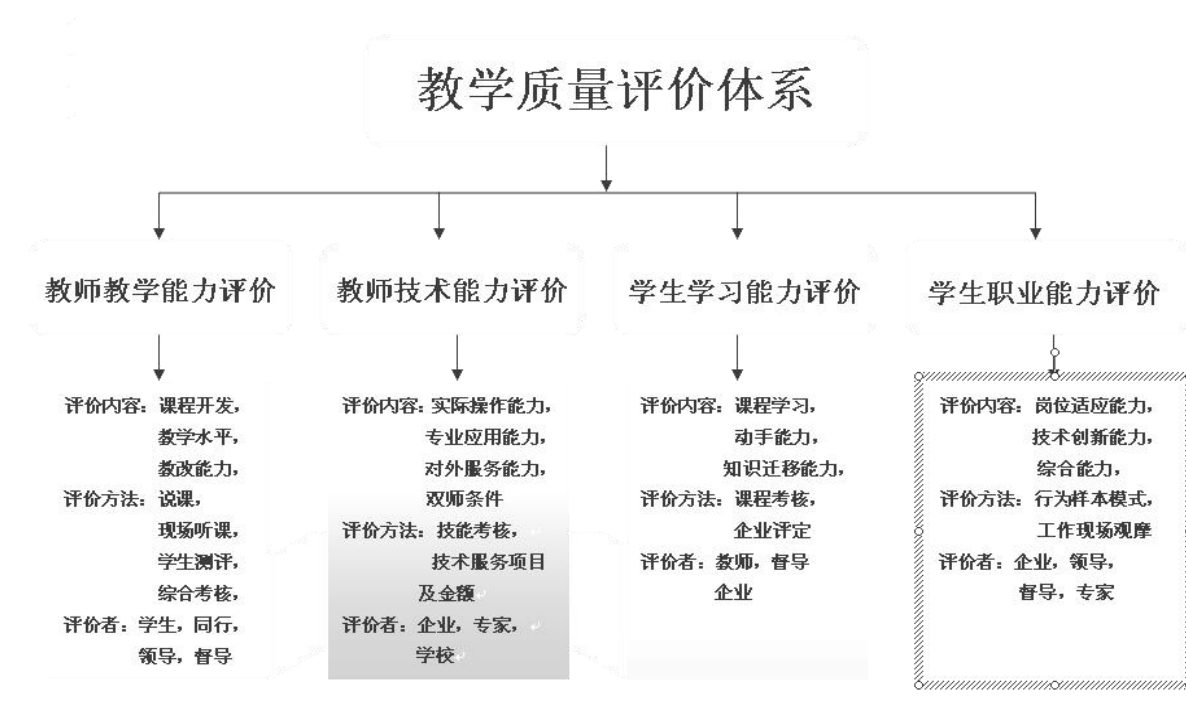 教学质量评价体系
教师教学能力评价
教师技术能力评价
学生学习能力评价
学生职业能力评价
评价内容：课程开发，
教学水平，
教改能力，
评价方法：说课，
现场听课，
学生测评，
综合考核，
评价者：学生，同行，
领导，督导
评价内容：实际操作能力，
专业应用能力，
对外服务能力，
双师条件
评价方法：技能考核，
技术服务项目
及金额
评价者：企业，专家，
学校
评价内容：课程学习，
动手能力，
知识迁移能力，
评价方法：课程考核，
企业评定
评价者：教师，督导
企业
评价内容：岗位适应能力，
技术创新能力，
综合能力，
评价方法：行为样本模式，
工作现场观摩
评价者：企业，领导，
督导，专家